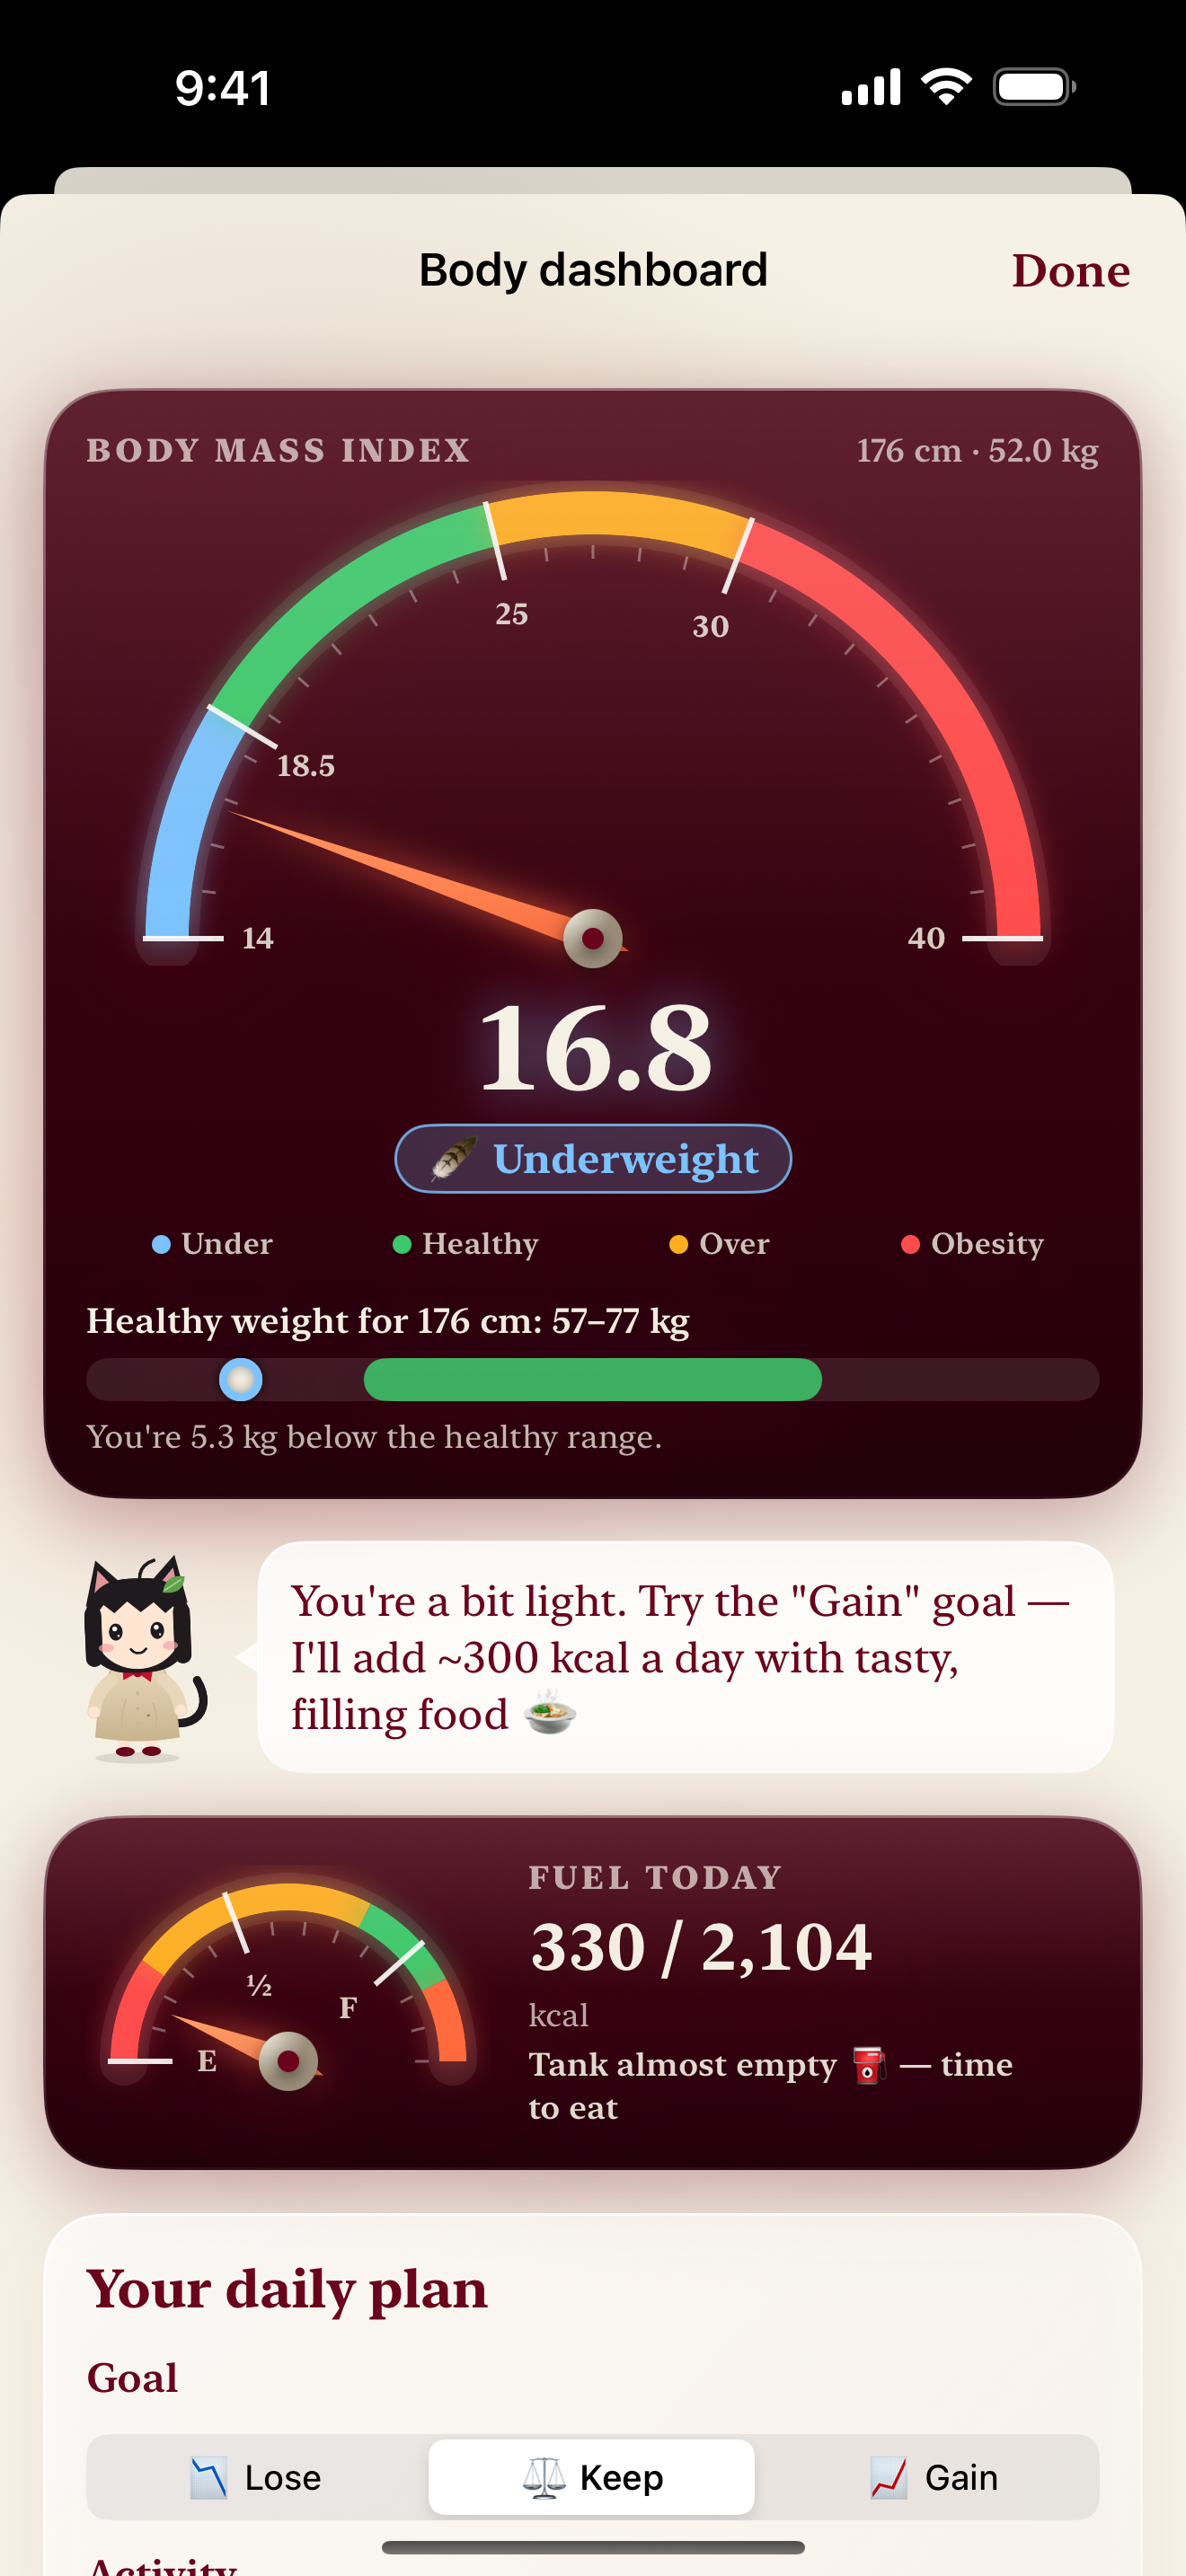 9:41
Body dashboard
Done
BODY MASS INDEX
176 cm · 52.0 kg
25
30
18.5
14
40
16.8
Underweight
Under
Healthy
Over
Obesity
Healthy weight for 176 cm: 57–77 kg
You're 5.3 kg below the healthy range.
You're a bit light. Try the "Gain" goal —
I'll add ~300 kcal a day with tasty,
filling food
FUEL TODAY
330 / 2,104
kcal
Tank almost empty ⛽ — time
to eat
½
F
E
Your daily plan
Goal
Lose
Keep
Gain
Activity